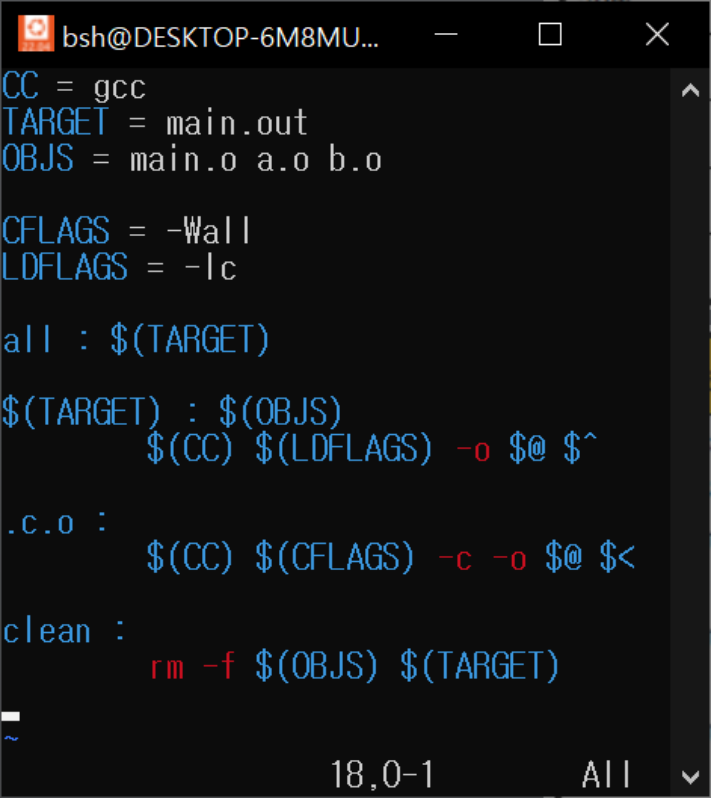 bsh@DESKTOP-6M8MU...
CC = gcc
TARGET = main.out
OBJS = main.o a.o b.o
CFLAGS = -Wall
LDFLAGS = -lc
all : $(TARGET)
$(TARGET) : $(OBJS)
$(CC) $(LDFLAGS) -o $@ $^
.c.o :
$(CC) $(CFLAGS) -c -o $@ $<
clean :
rm -f $(OBJS) $(TARGET)
~
18,0-1 All